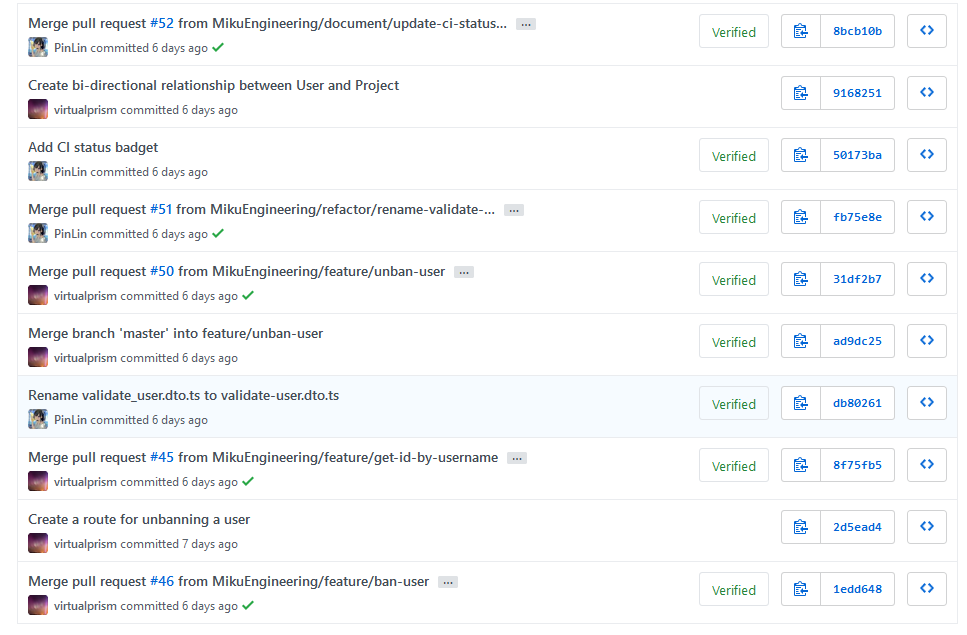 Merge pull request #52 from MikuEngineering/document/update-ci-status... ...
Verified 8bcb10b
PinLin committed 6 days ago
Create bi-directional relationship between User and Project
9168251
virtualprism committed 6 days ago
Add CI status badget
Verified 50173ba
PinLin committed 6 days ago
Merge pull request #51 from MikuEngineering/refactor/rename-validate-... ...
Verified fb75e8e
PinLin committed 6 days ago
Merge pull request #50 from MikuEngineering/feature/unban-user ...
Verified 31df2b7
virtualprism committed 6 days ago
Merge branch 'master' into feature/unban-user
Verified ad9dc25
virtualprism committed 6 days ago
Rename validate_user.dto.ts to validate-user.dto.ts
Verified db80261
PinLin committed 6 days ago
Merge pull request #45 from MikuEngineering/feature/get-id-by-username ...
Verified 8f75fb5
virtualprism committed 6 days ago
Create a route for unbanning a user
2d5ead4
virtualprism committed 7 days ago
Merge pull request #46 from MikuEngineering/feature/ban-user ...
Verified 1edd648
virtualprism committed 6 days ago